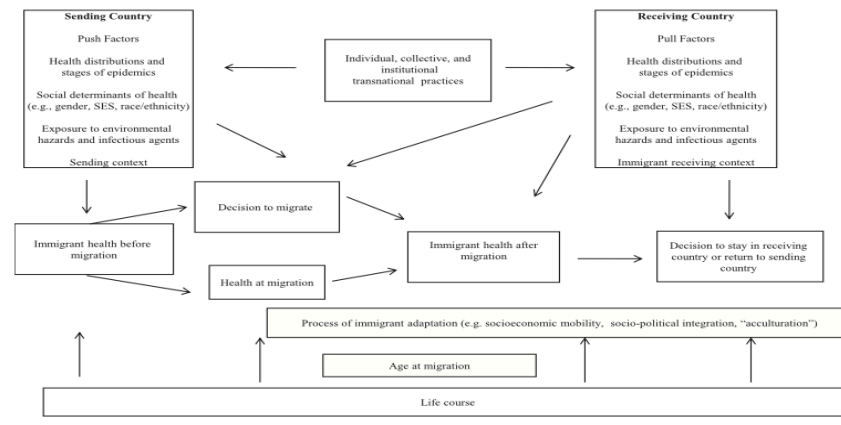 Sending Country
Push Factors
Health distributions and
stages of epidemics
Social determinants of health
(e.g., gender, SES, race/ethnicity)
Exposure to environmental
hazards and infectious agents
Sending context
Individual, collective, and
institutional
transnational practices
Receiving Country
Pull Factors
Health distributions and
stages of epidemics
Social determinants of health
(e.g., gender, SES, race/ethnicity)
Exposure to environmental
hazards and infectious agents
Immigrant receiving context
Decision to migrate
Immigrant health before
migration
Immigrant health after
migration
Decision to stay in receiving
country or return to sending
country
Health at migration
Process of immigrant adaptation (e.g. socioeconomic mobility, socio-political integration, “acculturation”)
Age at migration
Life course